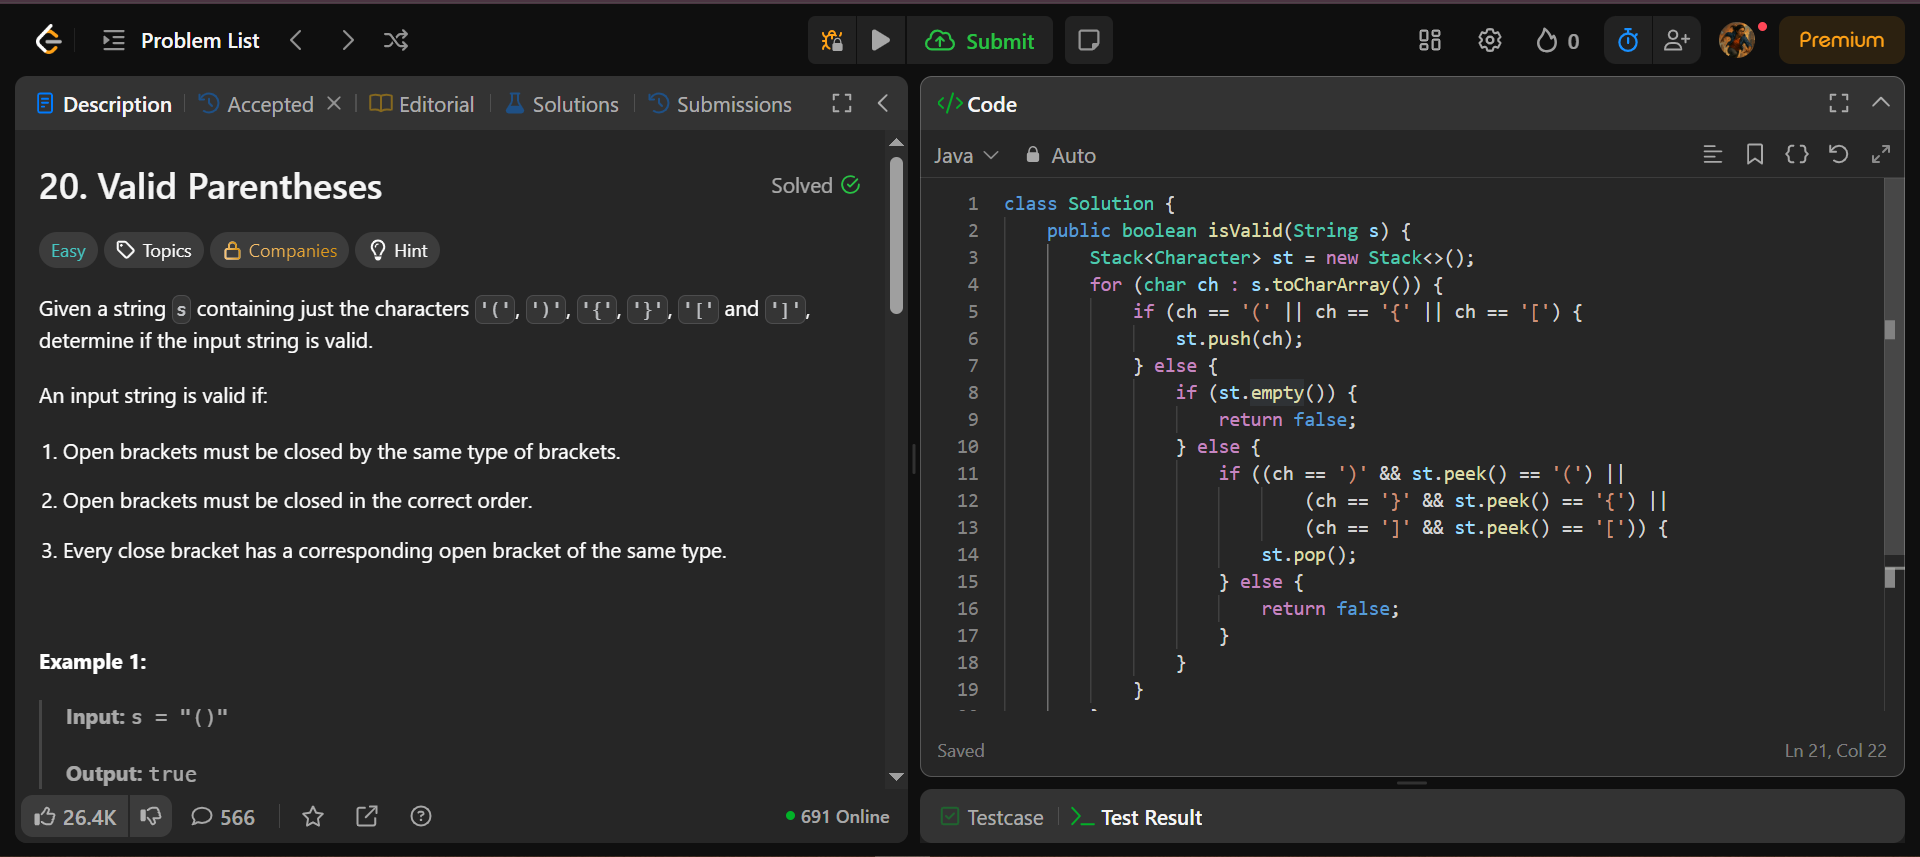 Problem List
Submit
0
Premium
Description
Accepted
Editorial
Solutions
Submissions
20. Valid Parentheses
Solved
Easy
Topics
Companies
Hint
Given a string s containing just the characters '(', ')', '{', '}', '[' and ']',
determine if the input string is valid.
An input string is valid if:
1. Open brackets must be closed by the same type of brackets.
2. Open brackets must be closed in the correct order.
3. Every close bracket has a corresponding open bracket of the same type.
Example 1:
Input: s = "()"
Output: true
26.4K
566
691 Online
</> Code
Java
Auto
1 class Solution {
2     public boolean isValid(String s) {
3         Stack<Character> st = new Stack<>();
4         for (char ch : s.toCharArray()) {
5             if (ch == '(' || ch == '{' || ch == '[') {
6                 st.push(ch);
7             } else {
8                 if (st.empty()) {
9                     return false;
10                 } else {
11                     if ((ch == ')' && st.peek() == '(') ||
12                             (ch == '}' && st.peek() == '{') ||
13                             (ch == ']' && st.peek() == '[')) {
14                         st.pop();
15                     } else {
16                         return false;
17                     }
18                 }
19             }
Saved
Ln 21, Col 22
Testcase
Test Result